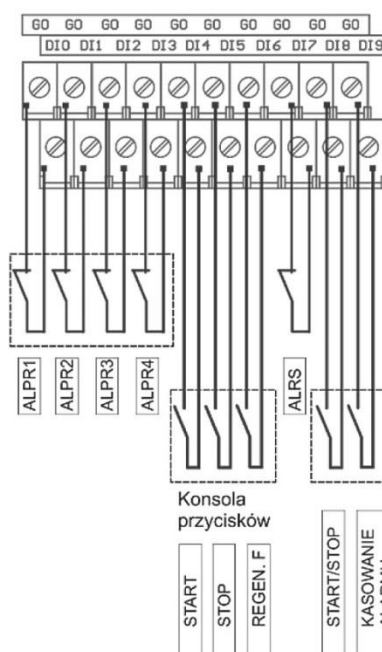 G0 G0 G0 G0 G0 G0 G0 G0 G0
DI0 DI1 DI2 DI3 DI4 DI5 DI6 DI7 DI8 DI9
ALPR1
ALPR2
ALPR3
ALPR4
ALRS
Konsola
przycisków
START
STOP
REGEN. F
START/STOP
KASOWANIE